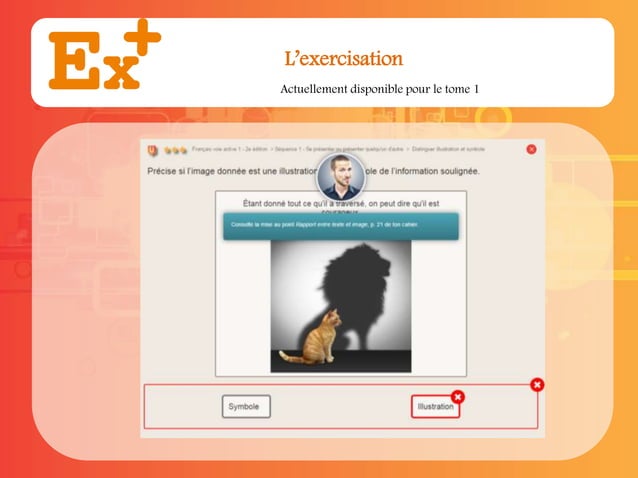 Ex+
L'exercisation
Actuellement disponible pour le tome 1
Français voie active 1 - 2e édition > Séquence 1 - Se présenter ou présenter quelqu'un d'autre > Distinguer illustration et symbole
Précise si l'image donnée est une illustration ole de l'information soulignée.
Étant donné tout ce qu'il a traversé, on peut dire qu'il est
courageux
Consulte la mise au point Rapport entre texte et image, p. 21 de ton cahier.
Symbole
Illustration